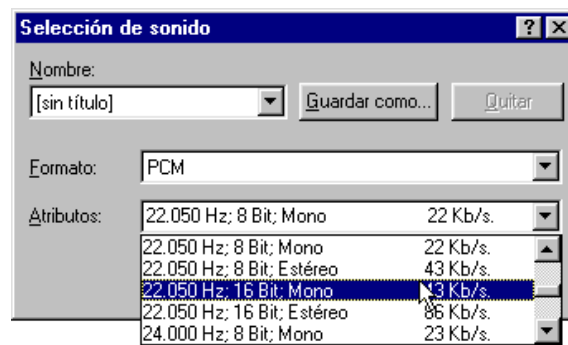 Selección de sonido
Nombre:
[sin título]
Guardar como...
Quitar
Formato:
PCM
Atributos:
22.050 Hz; 8 Bit; Mono 22 Kb/s.
22.050 Hz; 8 Bit; Mono 22 Kb/s.
22.050 Hz; 8 Bit; Estéreo 43 Kb/s.
22.050 Hz; 16 Bit; Mono 43 Kb/s.
22.050 Hz; 16 Bit; Estéreo 86 Kb/s.
24.000 Hz; 8 Bit; Mono 23 Kb/s.